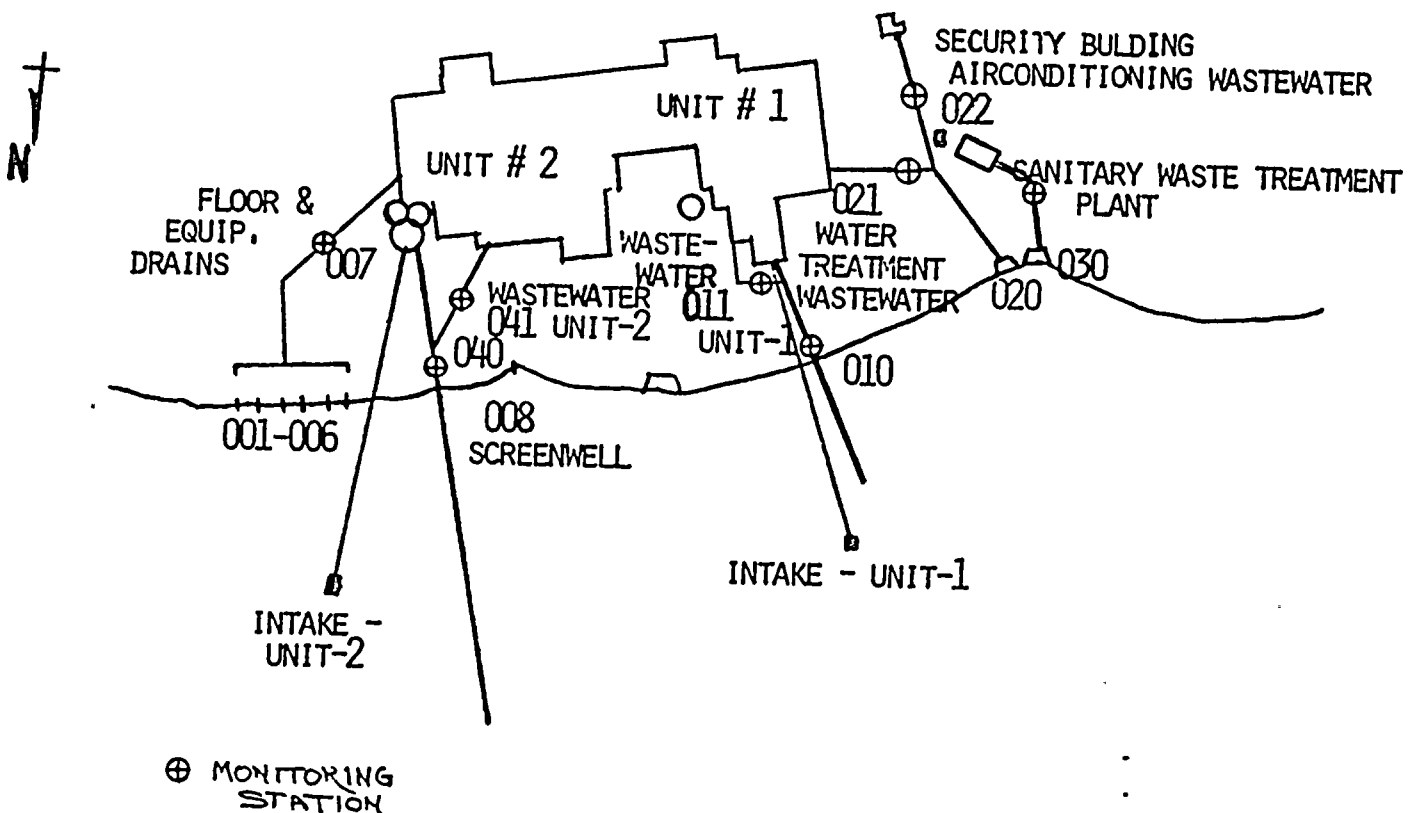 N
SECURITY BULDING
AIRCONDITIONING WASTEWATER
022
UNIT # 1
UNIT # 2
SANITARY WASTE TREATMENT
PLANT
FLOOR &
EQUIP.
DRAINS
007
021
WATER
TREATMENT
WASTEWATER
WASTE-
WATER
011
UNIT-1
030
020
WASTEWATER
041 UNIT-2
040
010
001-006
008
SCREENWELL
INTAKE - UNIT-1
INTAKE -
UNIT-2
MONITORING
STATION